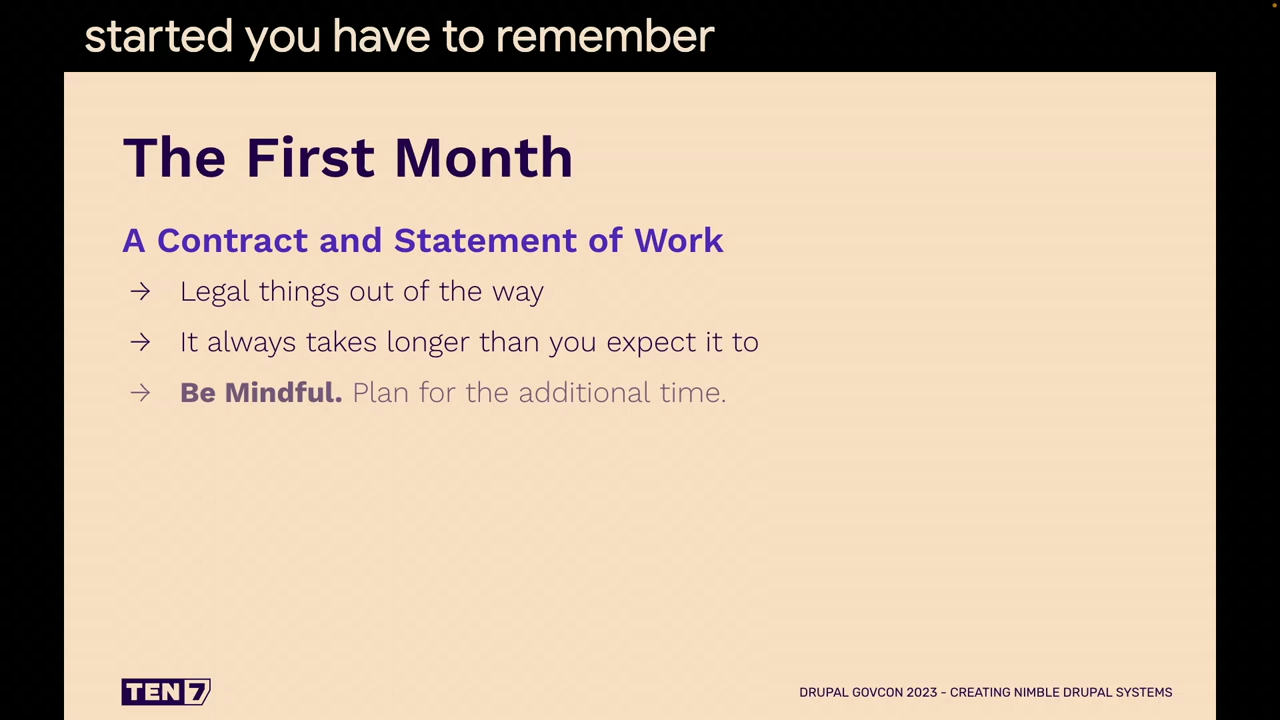 started you have to remember
The First Month
A Contract and Statement of Work
→ Legal things out of the way
→ It always takes longer than you expect it to
→ Be Mindful. Plan for the additional time.
TEN7
DRUPAL GOVCON 2023 - CREATING NIMBLE DRUPAL SYSTEMS